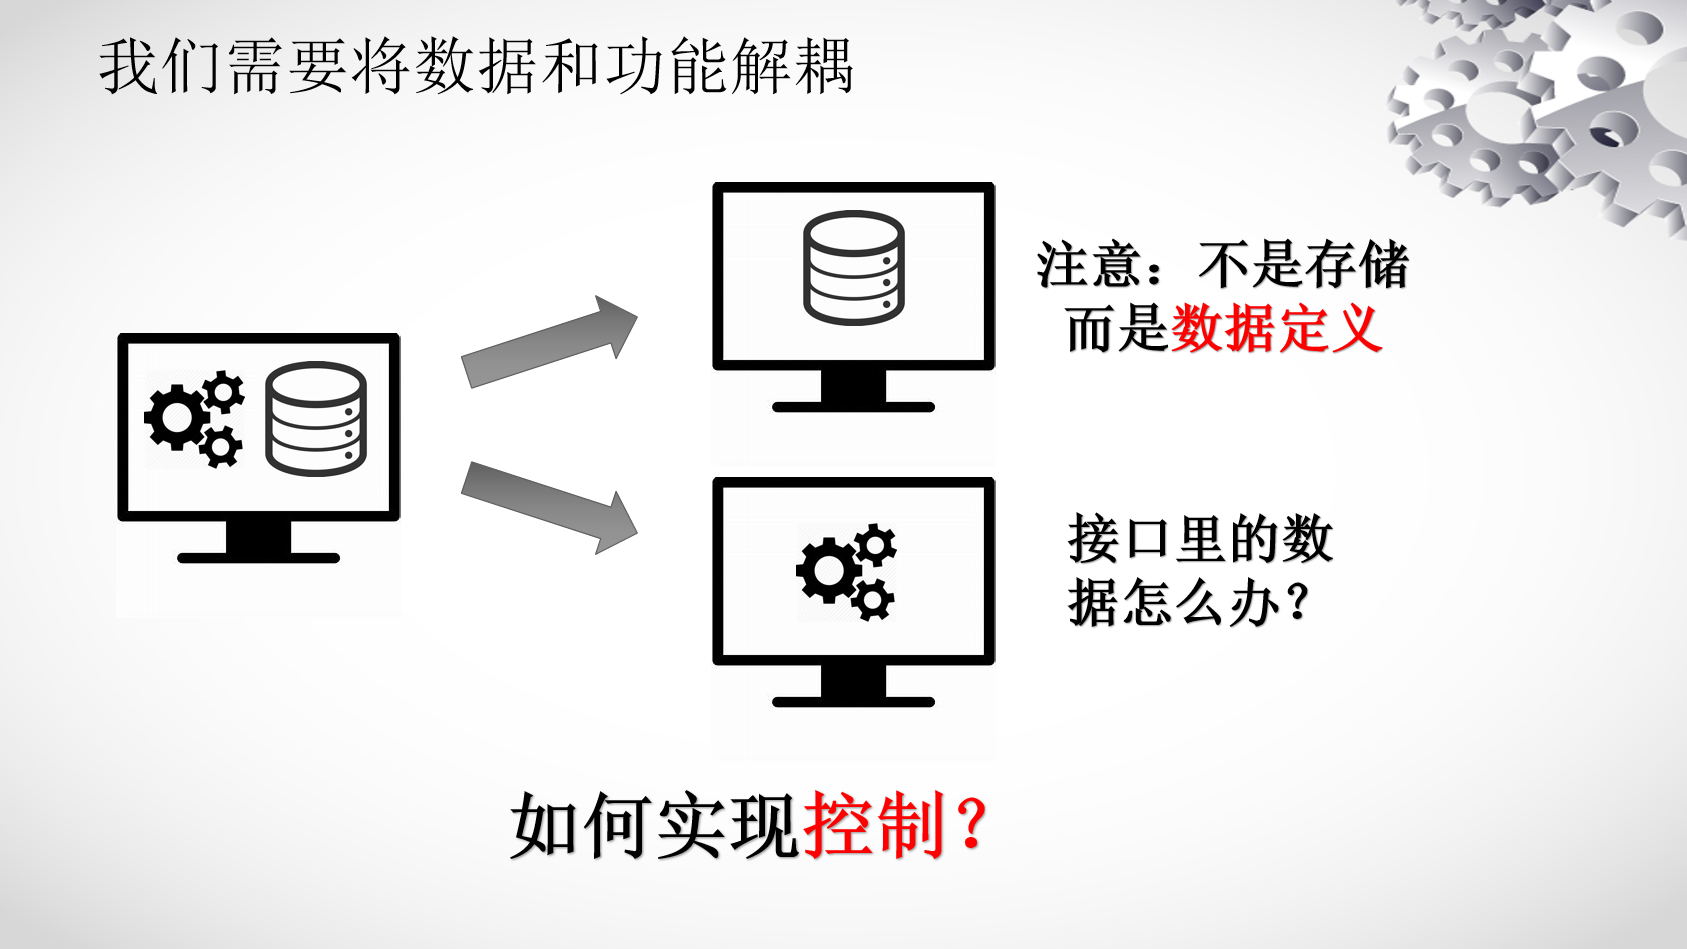 我们需要将数据和功能解耦
注意：不是存储
而是数据定义
接口里的数
据怎么办？
如何实现控制？